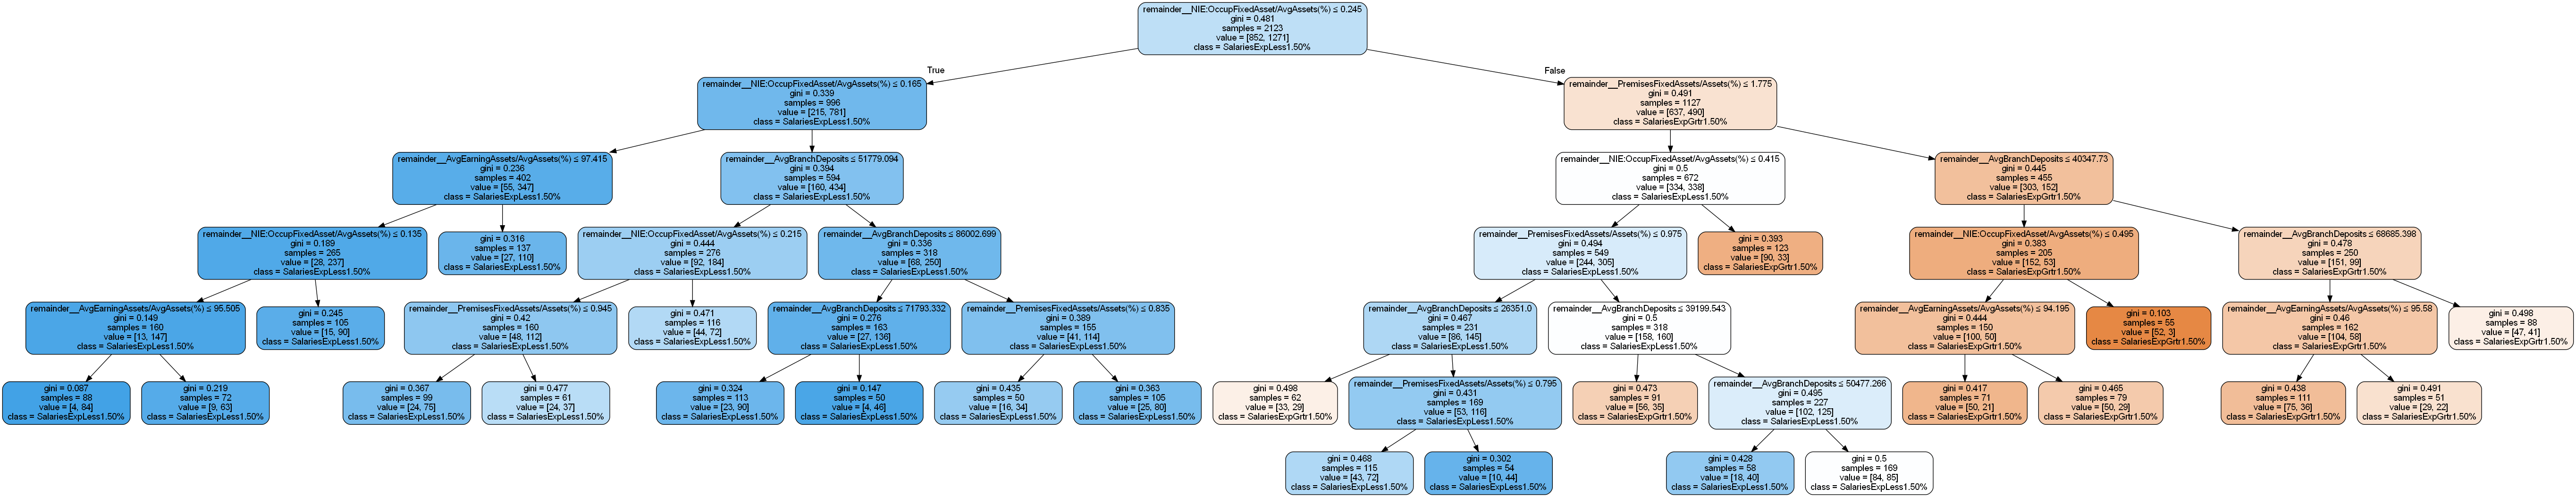 remainder__NIE:OccupFixedAsset/AvgAssets(%) ≤ 0.245
gini = 0.481
samples = 2123
value = [852, 1271]
class = SalariesExpLess1.50%
True
False
remainder__NIE:OccupFixedAsset/AvgAssets(%) ≤ 0.165
gini = 0.339
samples = 996
value = [215, 781]
class = SalariesExpLess1.50%
remainder__PremisesFixedAssets/Assets(%) ≤ 1.775
gini = 0.491
samples = 1127
value = [637, 490]
class = SalariesExpGrtr1.50%
remainder__AvgEarningAssets/AvgAssets(%) ≤ 97.415
gini = 0.236
samples = 402
value = [55, 347]
class = SalariesExpLess1.50%
remainder__AvgBranchDeposits ≤ 51779.094
gini = 0.394
samples = 594
value = [160, 434]
class = SalariesExpLess1.50%
remainder__NIE:OccupFixedAsset/AvgAssets(%) ≤ 0.415
gini = 0.5
samples = 672
value = [334, 338]
class = SalariesExpLess1.50%
remainder__AvgBranchDeposits ≤ 40347.73
gini = 0.445
samples = 455
value = [303, 152]
class = SalariesExpGrtr1.50%
remainder__NIE:OccupFixedAsset/AvgAssets(%) ≤ 0.135
gini = 0.189
samples = 265
value = [28, 237]
class = SalariesExpLess1.50%
gini = 0.316
samples = 137
value = [27, 110]
class = SalariesExpLess1.50%
remainder__NIE:OccupFixedAsset/AvgAssets(%) ≤ 0.215
gini = 0.444
samples = 276
value = [92, 184]
class = SalariesExpLess1.50%
remainder__AvgBranchDeposits ≤ 86002.699
gini = 0.336
samples = 318
value = [68, 250]
class = SalariesExpLess1.50%
remainder__PremisesFixedAssets/Assets(%) ≤ 0.975
gini = 0.494
samples = 549
value = [244, 305]
class = SalariesExpLess1.50%
gini = 0.393
samples = 123
value = [90, 33]
class = SalariesExpGrtr1.50%
remainder__NIE:OccupFixedAsset/AvgAssets(%) ≤ 0.495
gini = 0.383
samples = 205
value = [152, 53]
class = SalariesExpGrtr1.50%
remainder__AvgBranchDeposits ≤ 68685.398
gini = 0.478
samples = 250
value = [151, 99]
class = SalariesExpGrtr1.50%
remainder__AvgEarningAssets/AvgAssets(%) ≤ 95.505
gini = 0.149
samples = 160
value = [13, 147]
class = SalariesExpLess1.50%
gini = 0.245
samples = 105
value = [15, 90]
class = SalariesExpLess1.50%
remainder__PremisesFixedAssets/Assets(%) ≤ 0.945
gini = 0.42
samples = 160
value = [48, 112]
class = SalariesExpLess1.50%
gini = 0.471
samples = 116
value = [44, 72]
class = SalariesExpLess1.50%
remainder__AvgBranchDeposits ≤ 71793.332
gini = 0.276
samples = 163
value = [27, 136]
class = SalariesExpLess1.50%
remainder__PremisesFixedAssets/Assets(%) ≤ 0.835
gini = 0.389
samples = 155
value = [41, 114]
class = SalariesExpLess1.50%
remainder__AvgBranchDeposits ≤ 26351.0
gini = 0.467
samples = 231
value = [86, 145]
class = SalariesExpLess1.50%
remainder__AvgBranchDeposits ≤ 39199.543
gini = 0.5
samples = 318
value = [158, 160]
class = SalariesExpLess1.50%
remainder__AvgEarningAssets/AvgAssets(%) ≤ 94.195
gini = 0.444
samples = 150
value = [100, 50]
class = SalariesExpGrtr1.50%
gini = 0.103
samples = 55
value = [52, 3]
class = SalariesExpGrtr1.50%
remainder__AvgEarningAssets/AvgAssets(%) ≤ 95.58
gini = 0.46
samples = 162
value = [104, 58]
class = SalariesExpGrtr1.50%
gini = 0.498
samples = 88
value = [47, 41]
class = SalariesExpGrtr1.50%
gini = 0.087
samples = 88
value = [4, 84]
class = SalariesExpLess1.50%
gini = 0.219
samples = 72
value = [9, 63]
class = SalariesExpLess1.50%
gini = 0.367
samples = 99
value = [24, 75]
class = SalariesExpLess1.50%
gini = 0.477
samples = 61
value = [24, 37]
class = SalariesExpLess1.50%
gini = 0.324
samples = 113
value = [23, 90]
class = SalariesExpLess1.50%
gini = 0.147
samples = 50
value = [4, 46]
class = SalariesExpLess1.50%
gini = 0.435
samples = 50
value = [16, 34]
class = SalariesExpLess1.50%
gini = 0.363
samples = 105
value = [25, 80]
class = SalariesExpLess1.50%
gini = 0.498
samples = 62
value = [33, 29]
class = SalariesExpGrtr1.50%
remainder__PremisesFixedAssets/Assets(%) ≤ 0.795
gini = 0.431
samples = 169
value = [53, 116]
class = SalariesExpLess1.50%
gini = 0.473
samples = 91
value = [56, 35]
class = SalariesExpGrtr1.50%
remainder__AvgBranchDeposits ≤ 50477.266
gini = 0.495
samples = 227
value = [102, 125]
class = SalariesExpLess1.50%
gini = 0.417
samples = 71
value = [50, 21]
class = SalariesExpGrtr1.50%
gini = 0.465
samples = 79
value = [50, 29]
class = SalariesExpGrtr1.50%
gini = 0.438
samples = 111
value = [75, 36]
class = SalariesExpGrtr1.50%
gini = 0.491
samples = 51
value = [29, 22]
class = SalariesExpGrtr1.50%
gini = 0.468
samples = 115
value = [43, 72]
class = SalariesExpLess1.50%
gini = 0.302
samples = 54
value = [10, 44]
class = SalariesExpLess1.50%
gini = 0.428
samples = 58
value = [18, 40]
class = SalariesExpLess1.50%
gini = 0.5
samples = 169
value = [84, 85]
class = SalariesExpLess1.50%